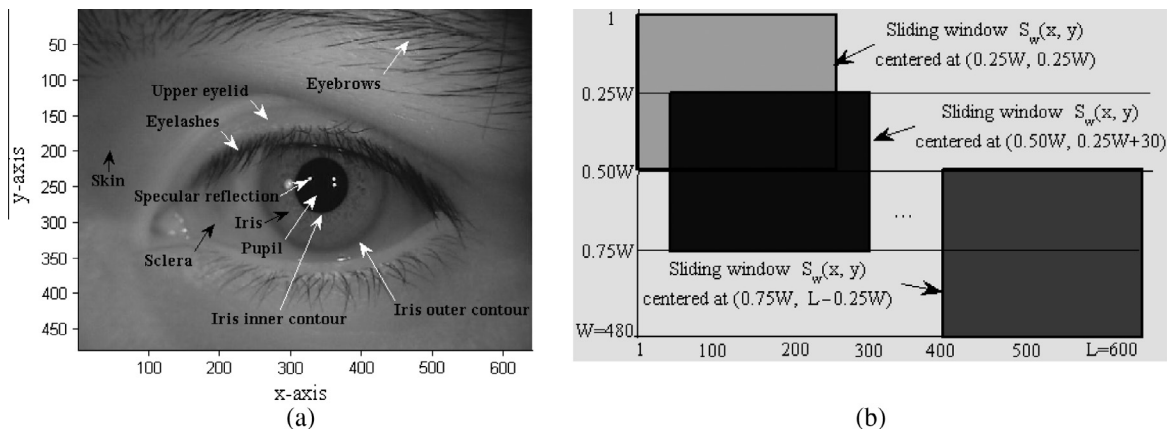 50
100
150
200
250
300
350
400
450
y-axis
Eyebrows
Upper eyelid
Eyelashes
Skin
Specular reflection
Iris
Pupil
Sclera
Iris inner contour
Iris outer contour
100 200 300 400 500 600
x-axis
(a)
1
0.25W
0.50W
0.75W
W=480
Sliding window S_w(x, y)
centered at (0.25W, 0.25W)
Sliding window S_w(x, y)
centered at (0.50W, 0.25W+30)
...
Sliding window S_w(x, y)
centered at (0.75W, L−0.25W)
1 100 200 300 400 500 L=600
(b)